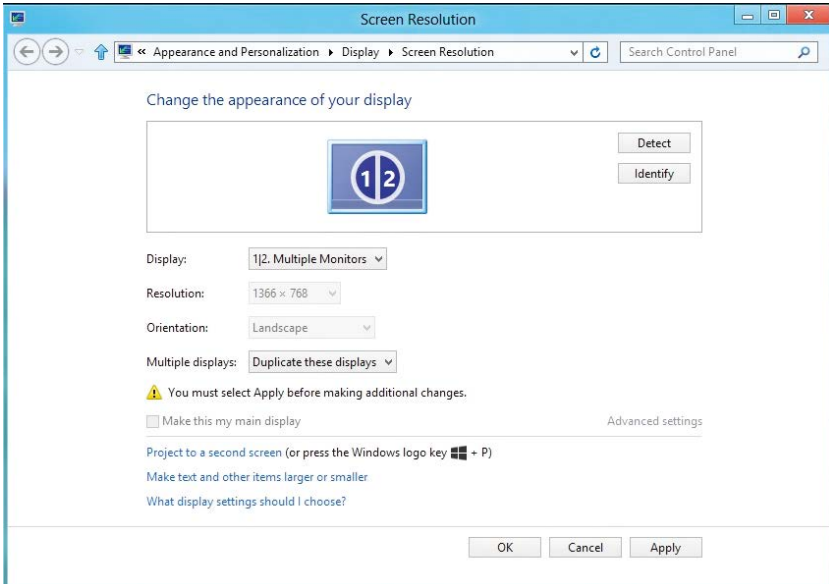 Screen Resolution
« Appearance and Personalization Display Screen Resolution
Search Control Panel
Change the appearance of your display
1|2
Detect
Identify
Display: 1|2. Multiple Monitors
Resolution: 1366 × 768
Orientation: Landscape
Multiple displays: Duplicate these displays
You must select Apply before making additional changes.
Make this my main display Advanced settings
Project to a second screen (or press the Windows logo key + P)
Make text and other items larger or smaller
What display settings should I choose?
OK Cancel Apply